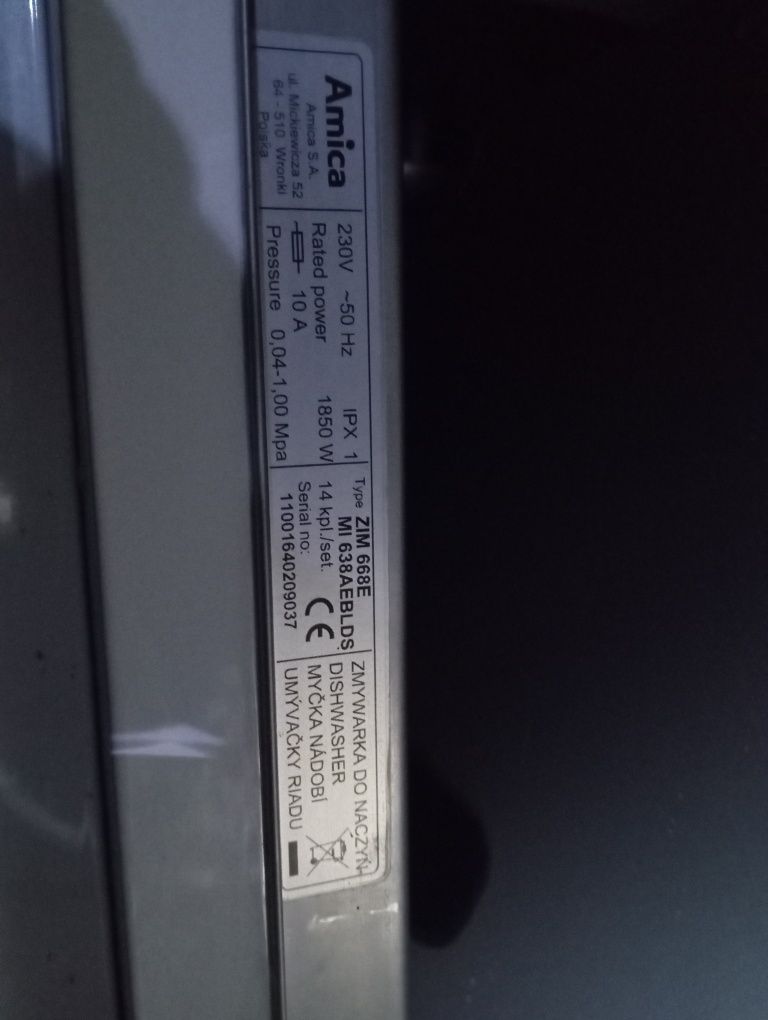 Amica
Amica S.A.
ul. Mickiewicza 52
64 - 510 Wronki
Polska
230V ~50 Hz IPX 1
Rated power 1850 W
10 A
Pressure 0,04-1,00 Mpa
Type ZIM 668E
MI 638AEBLDS
14 kpl./set.
Serial no:
11001640209037
CE
ZMYWARKA DO NACZYŃ
DISHWASHER
MYČKA NÁDOBÍ
UMÝVAČKY RIADU